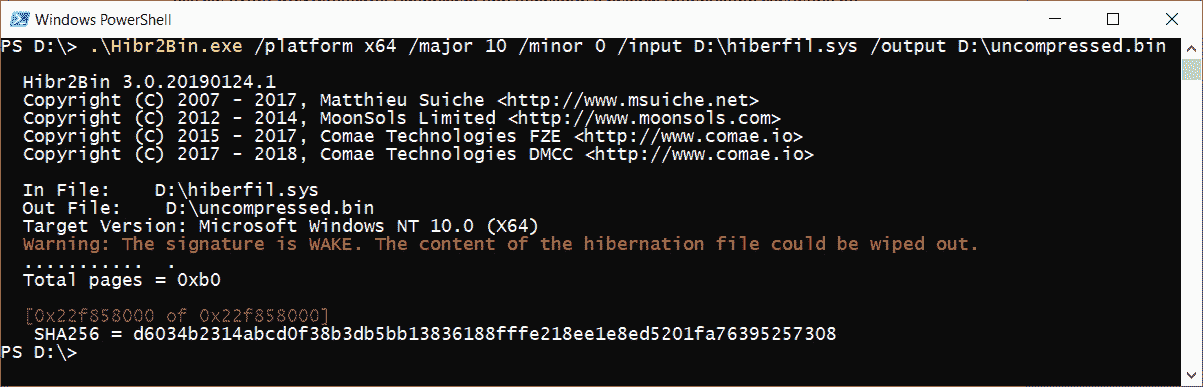 Windows PowerShell
PS D:\> .\Hibr2Bin.exe /platform x64 /major 10 /minor 0 /input D:\hiberfil.sys /output D:\uncompressed.bin
Hibr2Bin 3.0.20190124.1
Copyright (C) 2007 - 2017, Matthieu Suiche <http://www.msuiche.net>
Copyright (C) 2012 - 2014, MoonSols Limited <http://www.moonsols.com>
Copyright (C) 2015 - 2017, Comae Technologies FZE <http://www.comae.io>
Copyright (C) 2017 - 2018, Comae Technologies DMCC <http://www.comae.io>
In File:    D:\hiberfil.sys
Out File:    D:\uncompressed.bin
Target Version: Microsoft Windows NT 10.0 (X64)
Warning: The signature is WAKE. The content of the hibernation file could be wiped out.
...........  .
Total pages = 0xb0
[0x22f858000 of 0x22f858000]
SHA256 = d6034b2314abcd0f38b3db5bb13836188fffe218ee1e8ed5201fa76395257308
PS D:\>